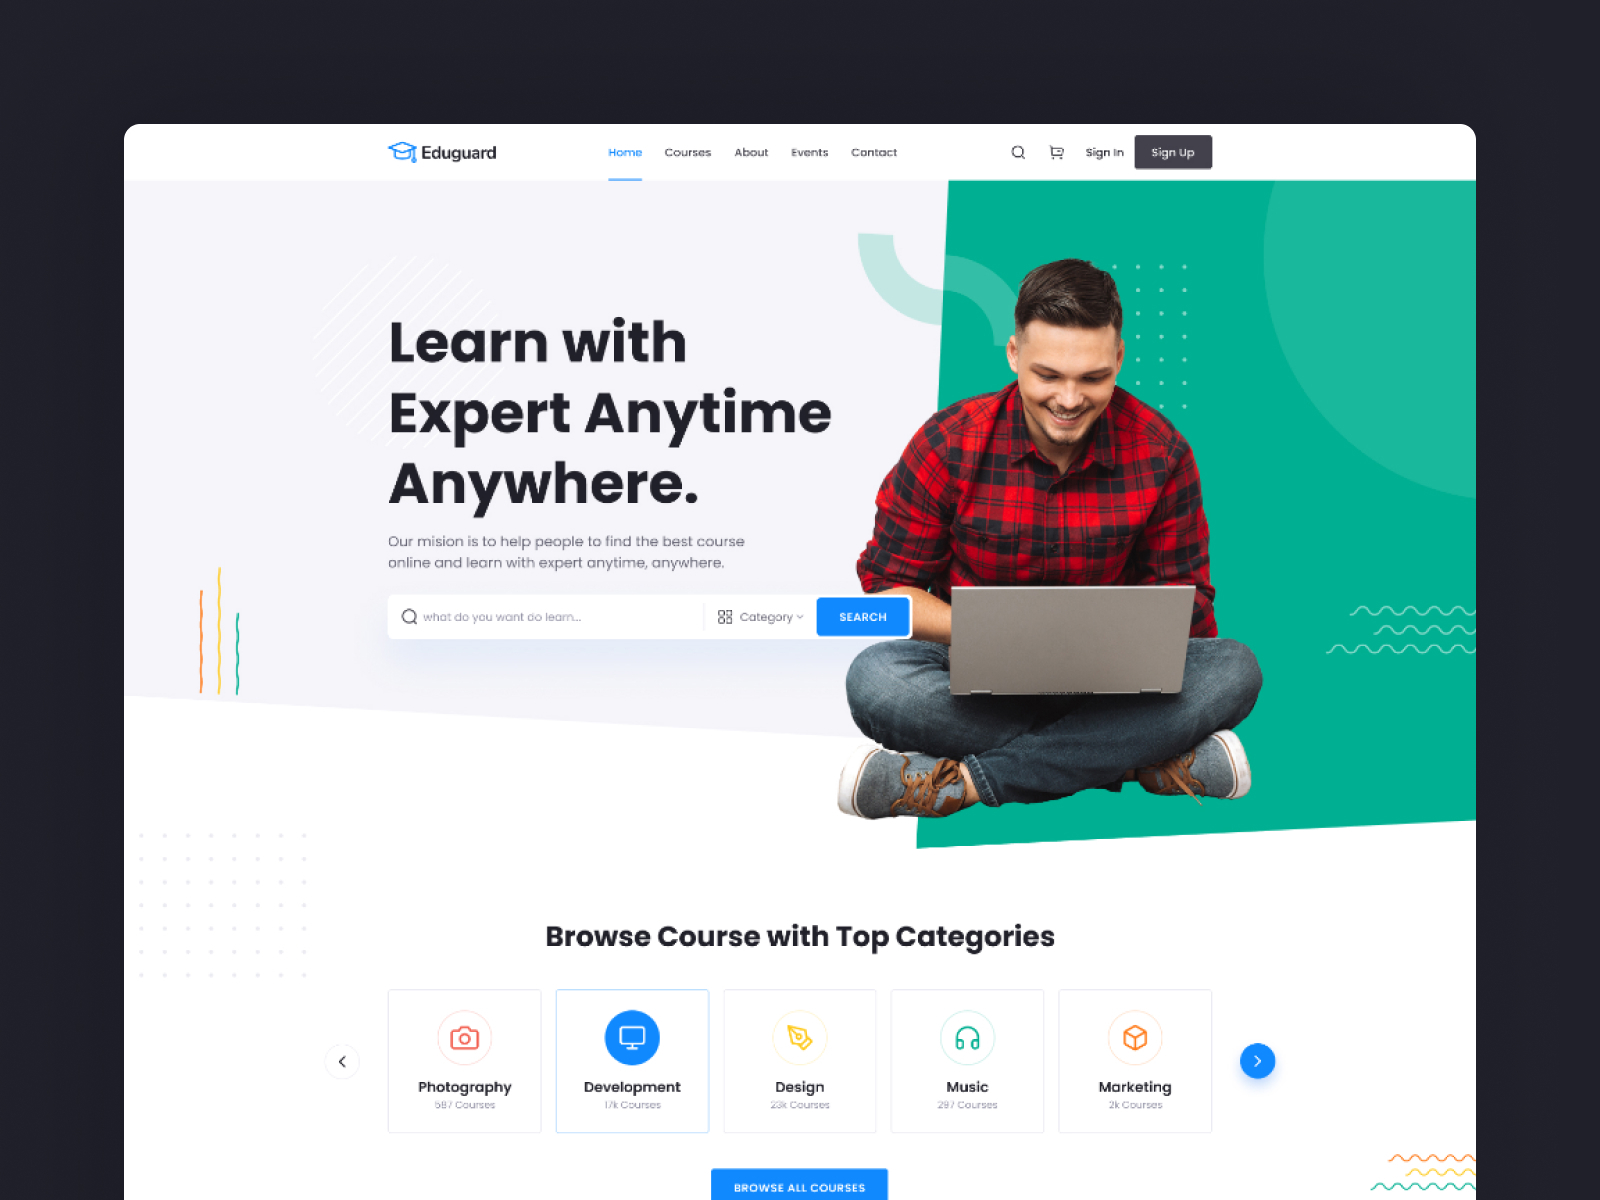 Eduguard
Home Courses About Events Contact
Sign In Sign Up
Learn with
Expert Anytime
Anywhere.
Our mision is to help people to find the best course
online and learn with expert anytime, anywhere.
what do you want do learn...
Category
SEARCH
Browse Course with Top Categories
Photography
587 Courses
Development
17k Courses
Design
23k Courses
Music
297 Courses
Marketing
2k Courses
BROWSE ALL COURSES